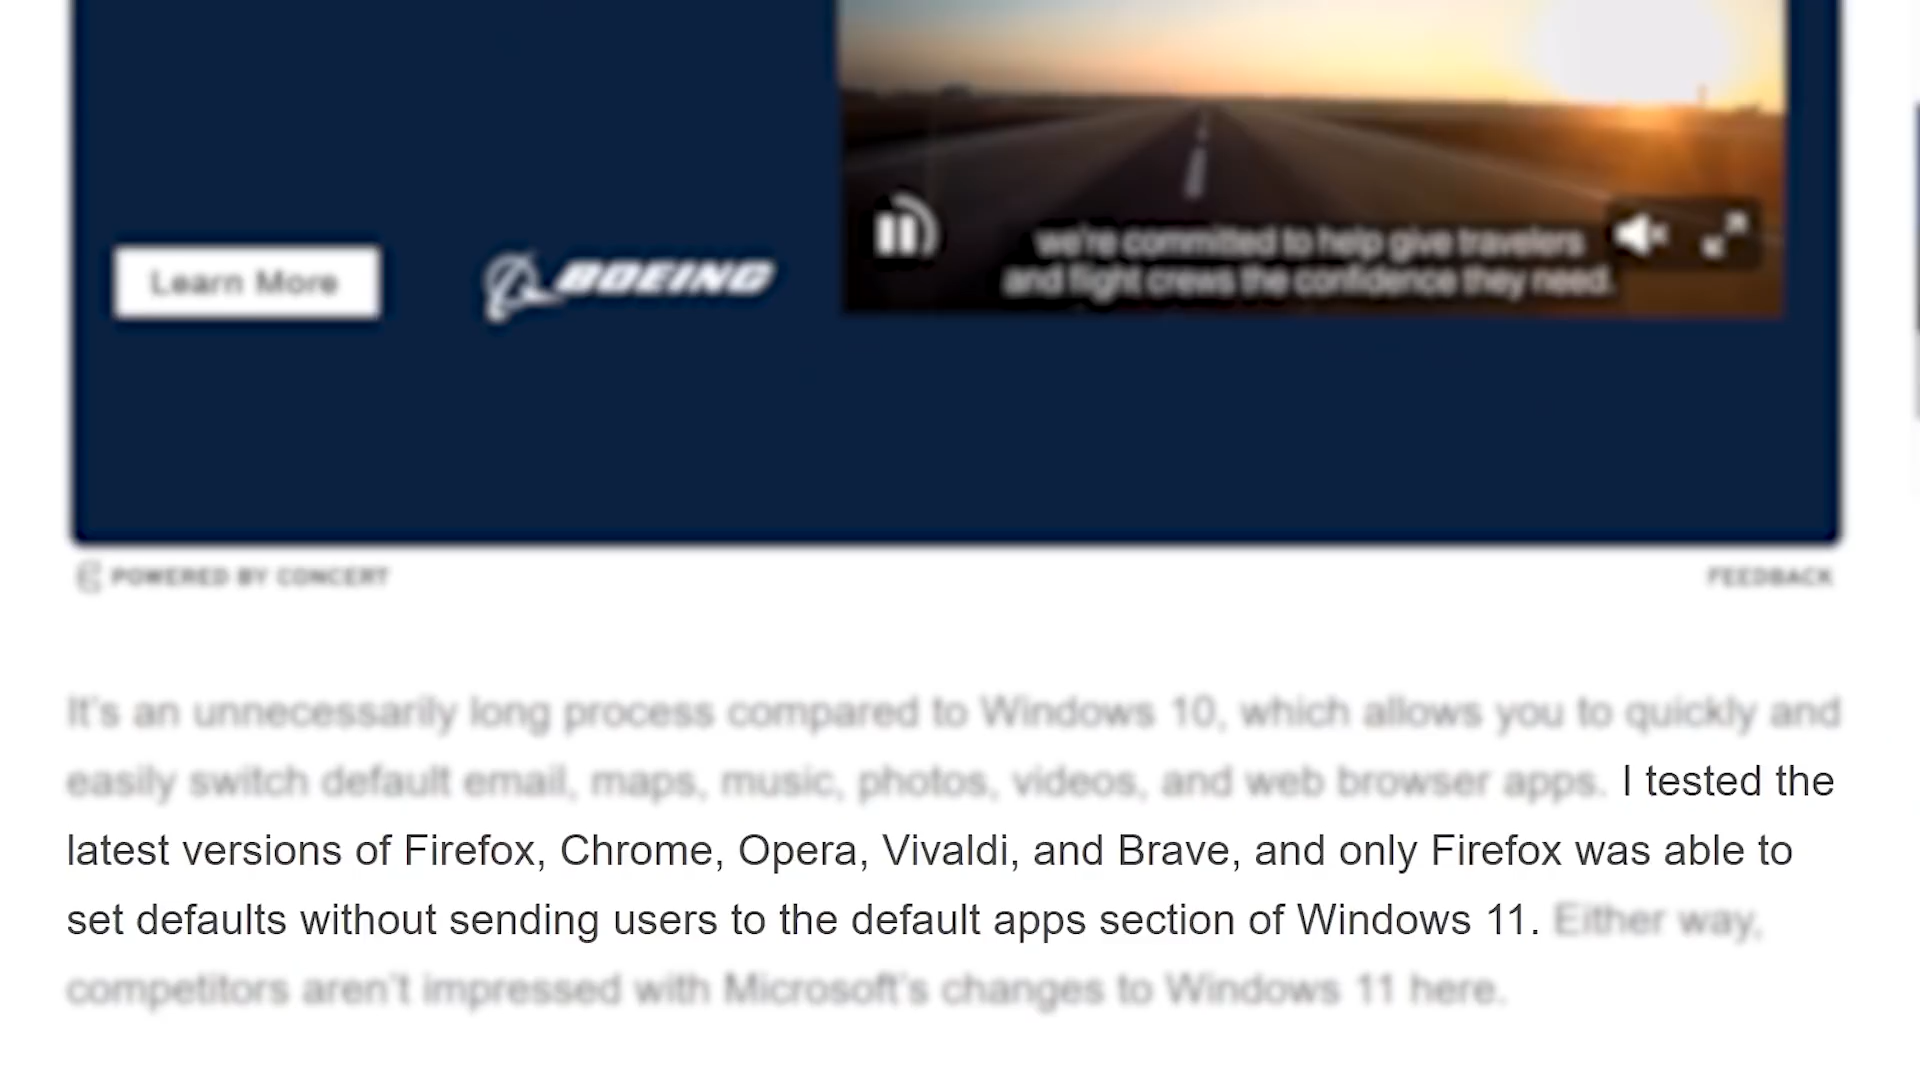 we're committed to help give travelers
and flight crews the confidence they need.
Learn More
BOEING
POWERED BY CONCERT
FEEDBACK
It's an unnecessarily long process compared to Windows 10, which allows you to quickly and
easily switch default email, maps, music, photos, videos, and web browser apps. I tested the
latest versions of Firefox, Chrome, Opera, Vivaldi, and Brave, and only Firefox was able to
set defaults without sending users to the default apps section of Windows 11. Either way,
competitors aren't impressed with Microsoft's changes to Windows 11 here.